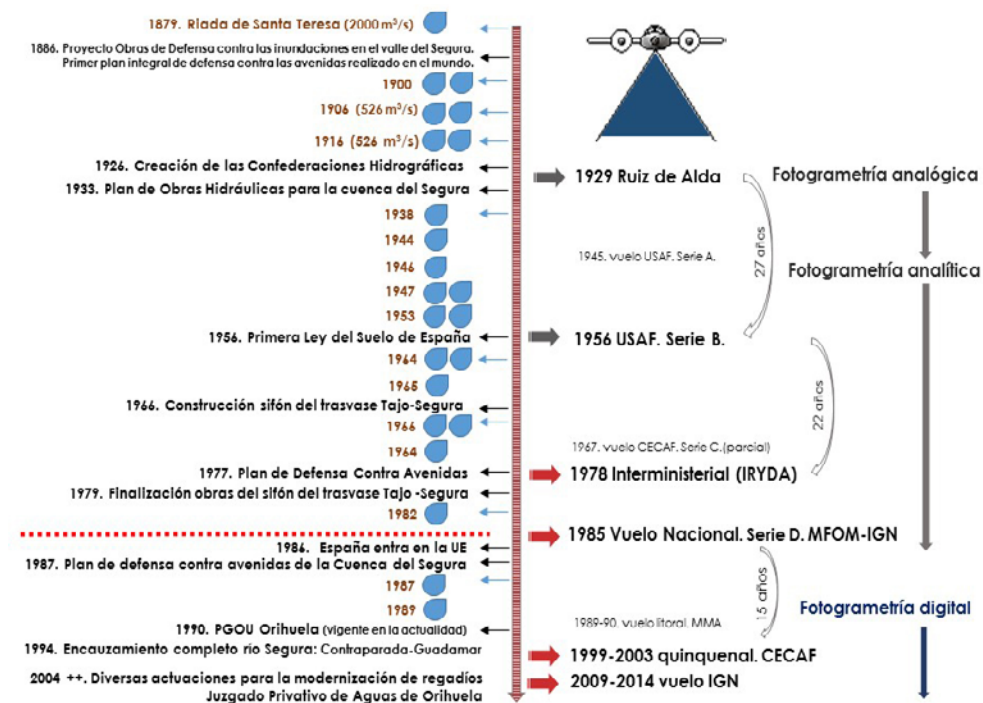 1879. Riada de Santa Teresa (2000 m³/s)
1886. Proyecto Obras de Defensa contra las inundaciones en el valle del Segura.
Primer plan integral de defensa contra las avenidas realizado en el mundo.
1900
1906 (526 m³/s)
1916 (526 m³/s)
1926. Creación de las Confederaciones Hidrográficas
1933. Plan de Obras Hidráulicas para la cuenca del Segura
1938
1944
1946
1947
1953
1956. Primera Ley del Suelo de España
1964
1965
1966. Construcción sifón del trasvase Tajo-Segura
1966
1964
1977. Plan de Defensa Contra Avenidas
1979. Finalización obras del sifón del trasvase Tajo -Segura
1982
1986. España entra en la UE
1987. Plan de defensa contra avenidas de la Cuenca del Segura
1987
1989
1990. PGOU Orihuela (vigente en la actualidad)
1994. Encauzamiento completo río Segura: Contraparada-Guadamar
2004 ++. Diversas actuaciones para la modernización de regadíos
Juzgado Privativo de Aguas de Orihuela
1929 Ruiz de Alda
1945. vuelo USAF. Serie A.
27 años
1956 USAF. Serie B.
22 años
1967. vuelo CECAF. Serie C.(parcial)
1978 Interministerial (IRYDA)
1985 Vuelo Nacional. Serie D. MFOM-IGN
15 años
1989-90. vuelo litoral. MMA
1999-2003 quinquenal. CECAF
2009-2014 vuelo IGN
Fotogrametría analógica
Fotogrametría analítica
Fotogrametría digital